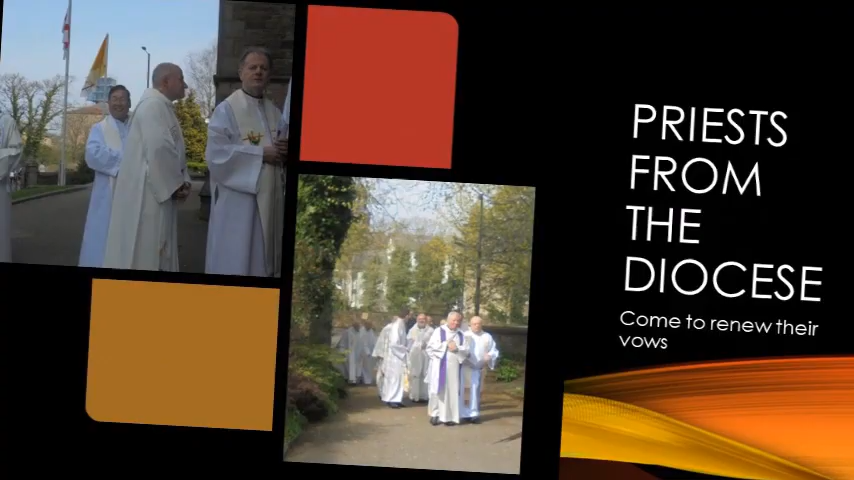 PRIESTS
FROM
THE
DIOCESE
Come to renew their
vows